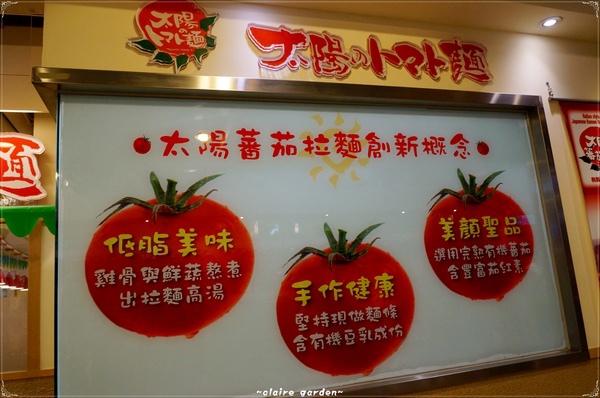 太陽の
トマト麺
太陽のトマト麺
麺
太陽蕃茄拉麵創新概念
低脂美味
雞骨與鮮蔬熬煮
出拉麵高湯
手作健康
堅持現做麵條
含有機豆乳成份
美顏聖品
選用完熟有機蕃茄
含豐富茄紅素
~claire garden~